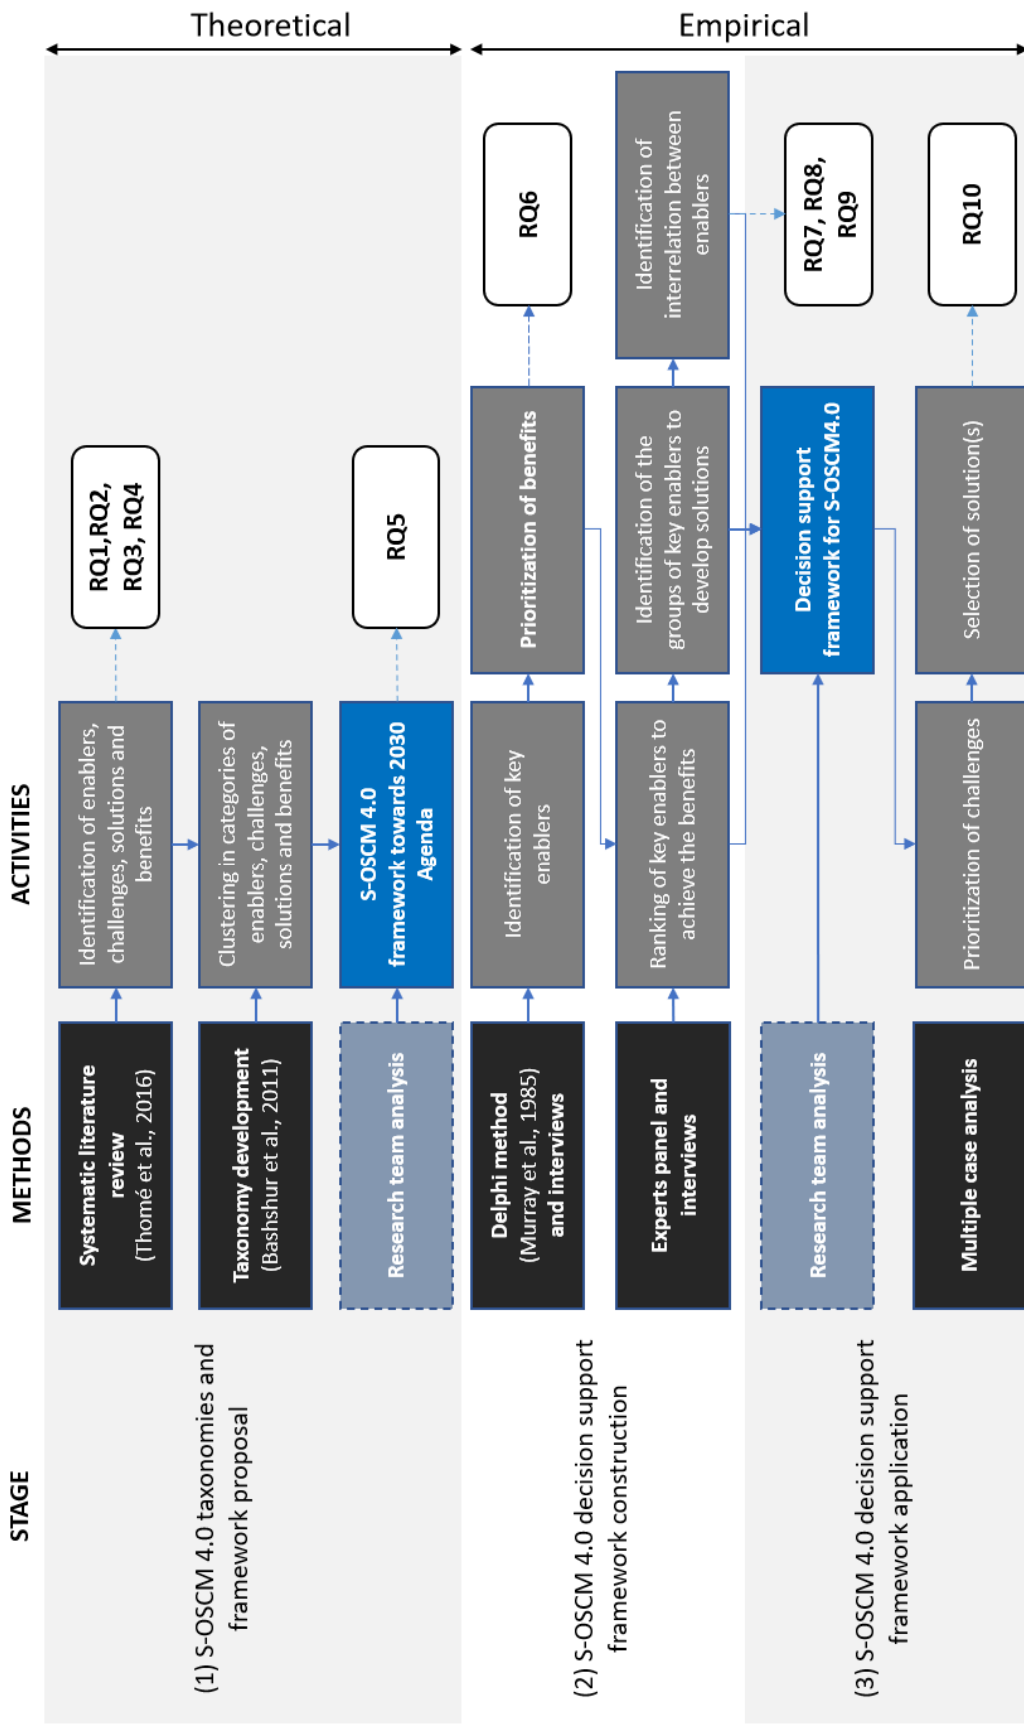 STAGE
METHODS
ACTIVITIES
Theoretical
(1) S-OSCM 4.0 taxonomies and
framework proposal
Systematic literature
review
(Thomé et al., 2016)
Identification of enablers,
challenges, solutions and
benefits
RQ1,RQ2,
RQ3, RQ4
Taxonomy development
(Bashshur et al., 2011)
Clustering in categories of
enablers, challenges,
solutions and benefits
Research team analysis
S-OSCM 4.0
framework towards 2030
Agenda
RQ5
Empirical
(2) S-OSCM 4.0 decision support
framework construction
Delphi method
(Murray et al., 1985)
and interviews
Identification of key
enablers
Prioritization of benefits
RQ6
Experts panel and
interviews
Ranking of key enablers to
achieve the benefits
Identification of the
groups of key enablers to
develop solutions
Identification of
interrelation between
enablers
(3) S-OSCM 4.0 decision support
framework application
Research team analysis
Decision support
framework for S-OSCM4.0
RQ7, RQ8,
RQ9
Multiple case analysis
Prioritization of challenges
Selection of solution(s)
RQ10